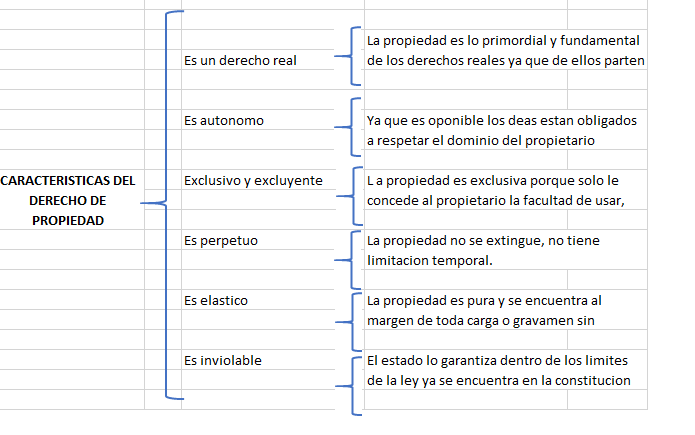 CARACTERISTICAS DEL
DERECHO DE
PROPIEDAD
Es un derecho real
La propiedad es lo primordial y fundamental
de los derechos reales ya que de ellos parten
Es autonomo
Ya que es oponible los deas estan obligados
a respetar el dominio del propietario
Exclusivo y excluyente
L a propiedad es exclusiva porque solo le
concede al propietario la facultad de usar,
Es perpetuo
La propiedad no se extingue, no tiene
limitacion temporal.
Es elastico
La propiedad es pura y se encuentra al
margen de toda carga o gravamen sin
Es inviolable
El estado lo garantiza dentro de los limites
de la ley ya se encuentra en la constitucion